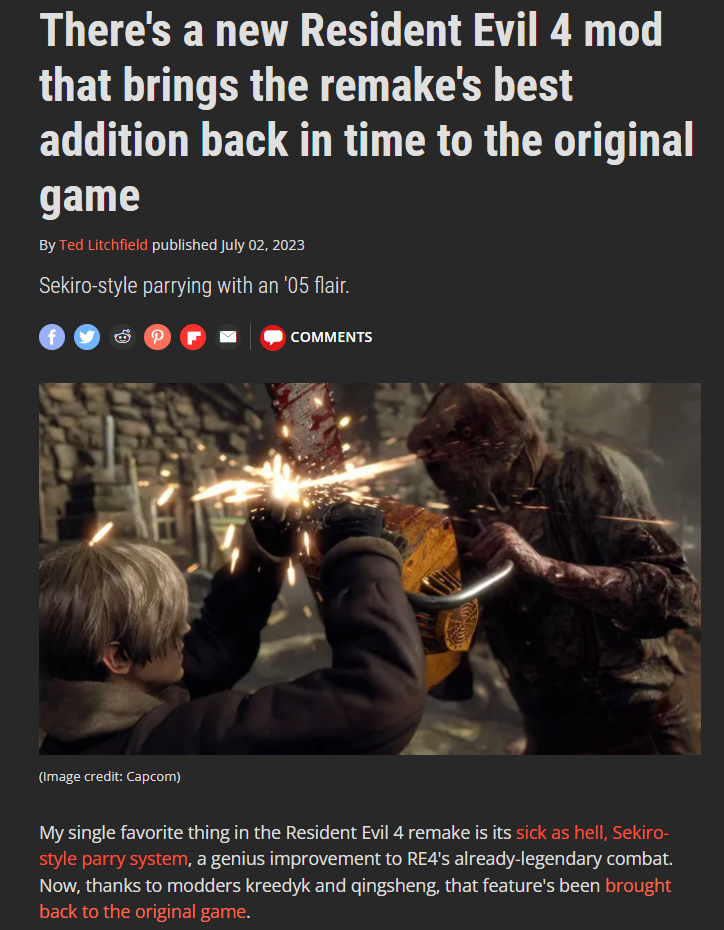 There's a new Resident Evil 4 mod
that brings the remake's best
addition back in time to the original
game
By Ted Litchfield published July 02, 2023
Sekiro-style parrying with an '05 flair.
COMMENTS
(Image credit: Capcom)
My single favorite thing in the Resident Evil 4 remake is its sick as hell, Sekiro-
style parry system, a genius improvement to RE4's already-legendary combat.
Now, thanks to modders kreedyk and qingsheng, that feature's been brought
back to the original game.